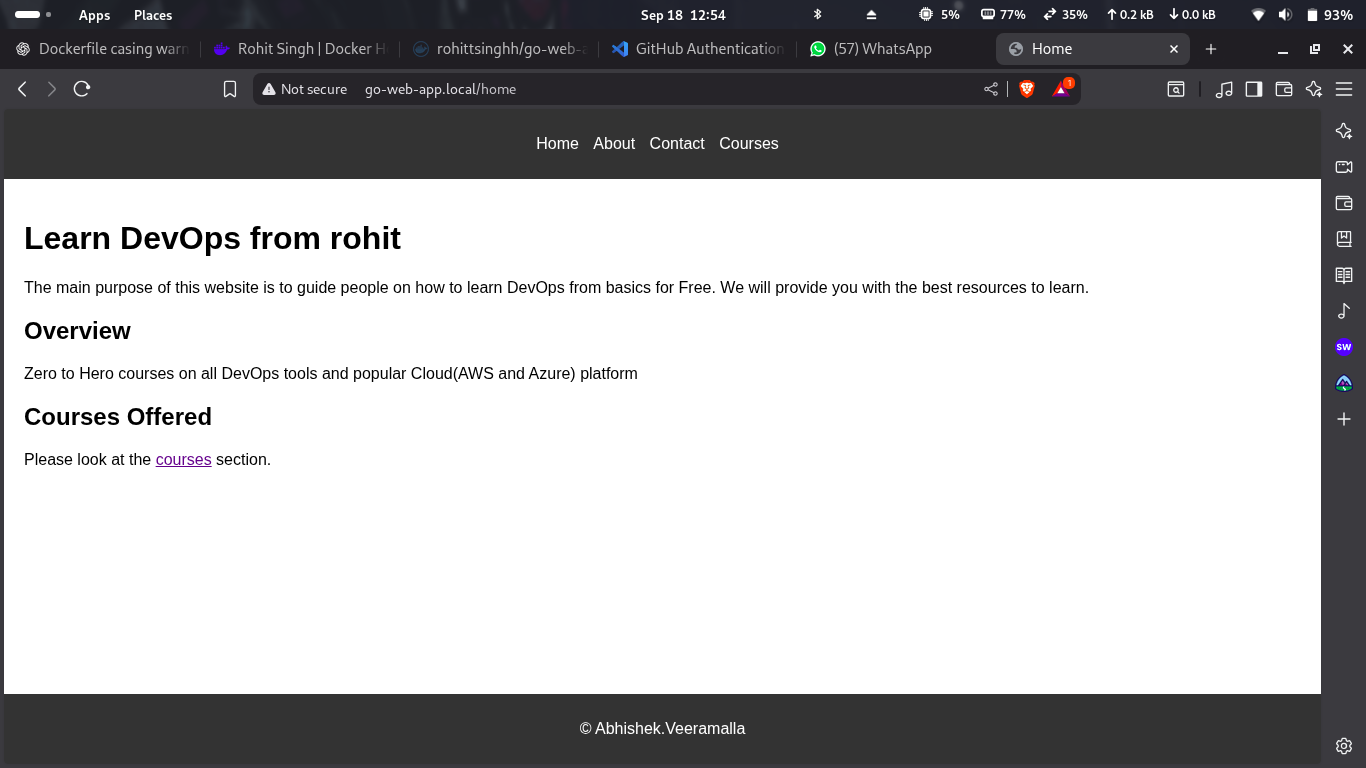 Apps Places Sep 18 12:54 5% 77% 35% 0.2 kB 0.0 kB 93%
Dockerfile casing warn Rohit Singh | Docker H rohittsinghh/go-web-a GitHub Authentication (57) WhatsApp Home
Not secure go-web-app.local/home 1
Home About Contact Courses
Learn DevOps from rohit
The main purpose of this website is to guide people on how to learn DevOps from basics for Free. We will provide you with the best resources to learn.
Overview
Zero to Hero courses on all DevOps tools and popular Cloud(AWS and Azure) platform
Courses Offered
Please look at the courses section.
SW
© Abhishek.Veeramalla